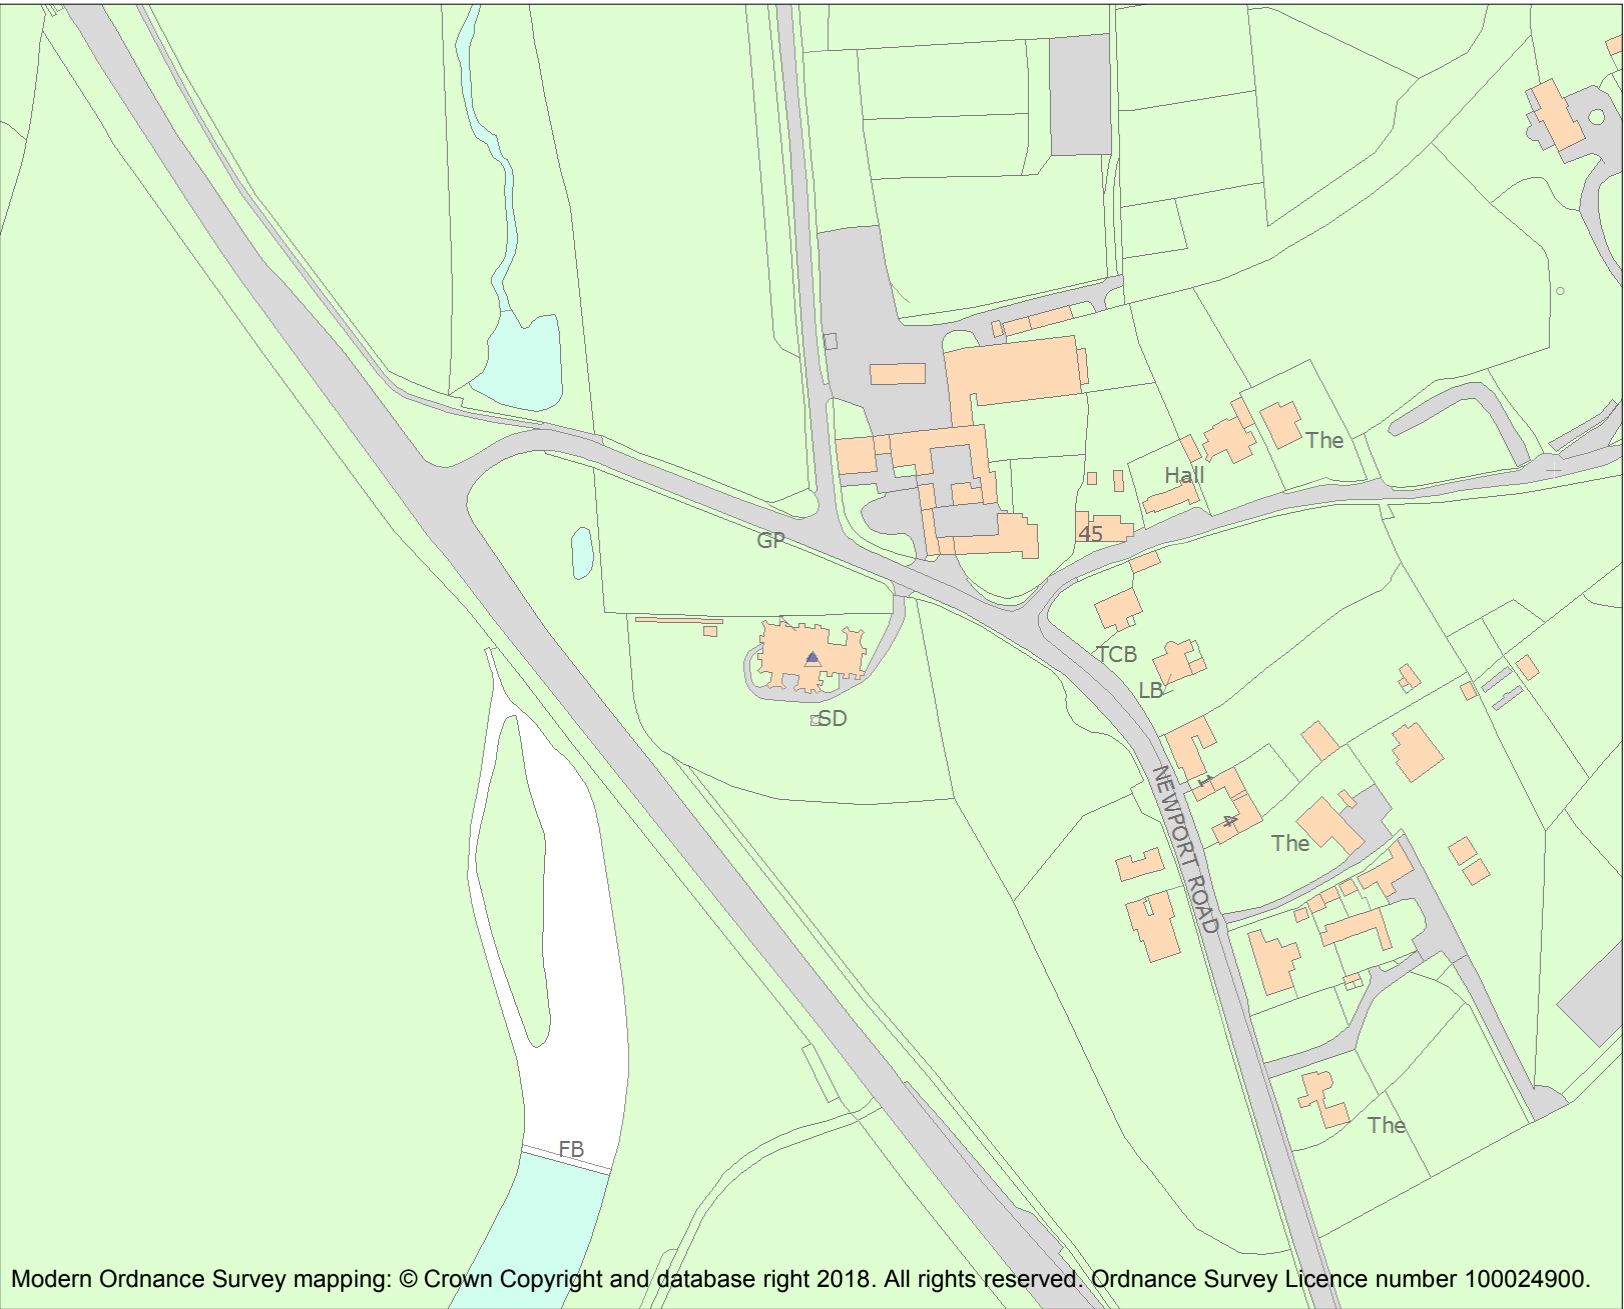 The
Hall
45
GP
TCB
LB
SD
1
4
NEWPORT ROAD
The
The
FB
Modern Ordnance Survey mapping: © Crown Copyright and database right 2018. All rights reserved. Ordnance Survey Licence number 100024900.